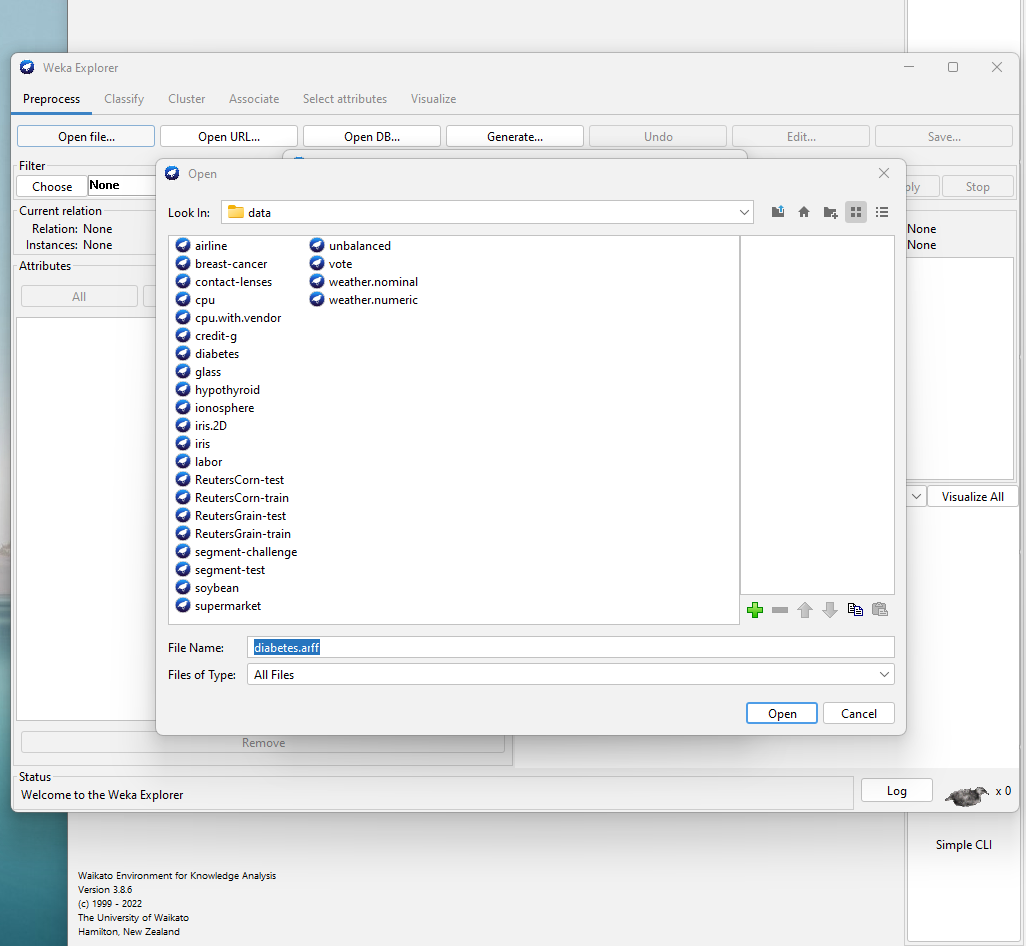 Weka Explorer
Preprocess Classify Cluster Associate Select attributes Visualize
Open file... Open URL... Open DB... Generate... Undo Edit... Save...
Filter
Choose None
Stop
Current relation
Relation: None
Instances: None
None
None
Attributes
All
Open
Look In: data
airline
breast-cancer
contact-lenses
cpu
cpu.with.vendor
credit-g
diabetes
glass
hypothyroid
ionosphere
iris.2D
iris
labor
ReutersCorn-test
ReutersCorn-train
ReutersGrain-test
ReutersGrain-train
segment-challenge
segment-test
soybean
supermarket
unbalanced
vote
weather.nominal
weather.numeric
File Name: diabetes.arff
Files of Type: All Files
Open Cancel
Visualize All
Remove
Status
Welcome to the Weka Explorer
Log x 0
Simple CLI
Waikato Environment for Knowledge Analysis
Version 3.8.6
(c) 1999 - 2022
The University of Waikato
Hamilton, New Zealand